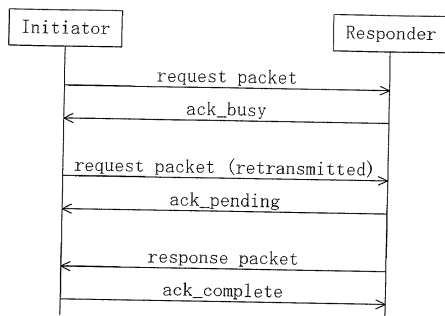 Initiator
Responder
request packet
ack_busy
request packet (retransmitted)
ack_pending
response packet
ack_complete